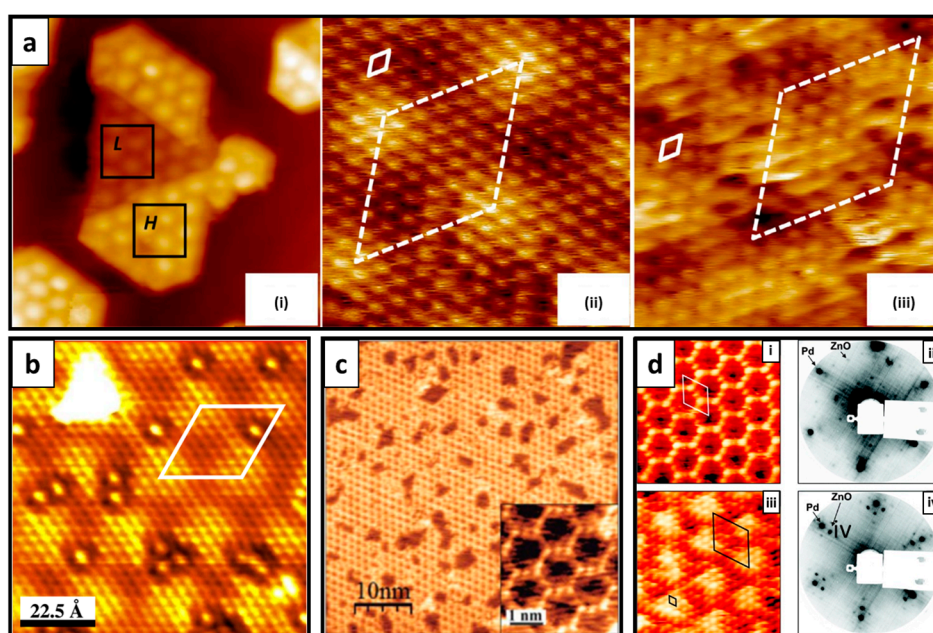 a
L
H
(i)
(ii)
(iii)
b
22.5 Å
c
10nm
1 nm
d
i
Pd
ZnO
ii
iii
Pd
ZnO
IV
iv